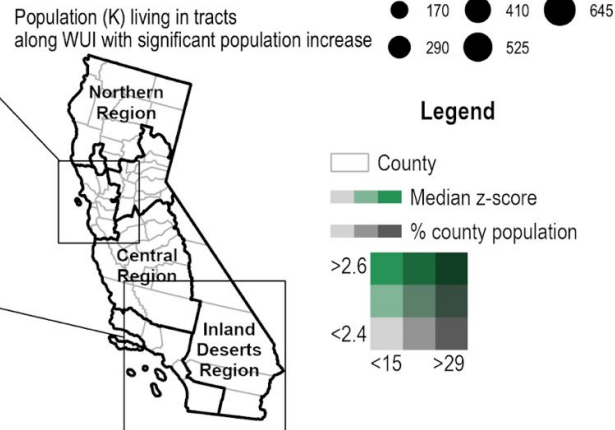 Population (K) living in tracts
along WUI with significant population increase
170 410 645
290 525
Northern
Region
Central
Region
Inland
Deserts
Region
Legend
County
Median z-score
% county population
>2.6
<2.4
<15 >29